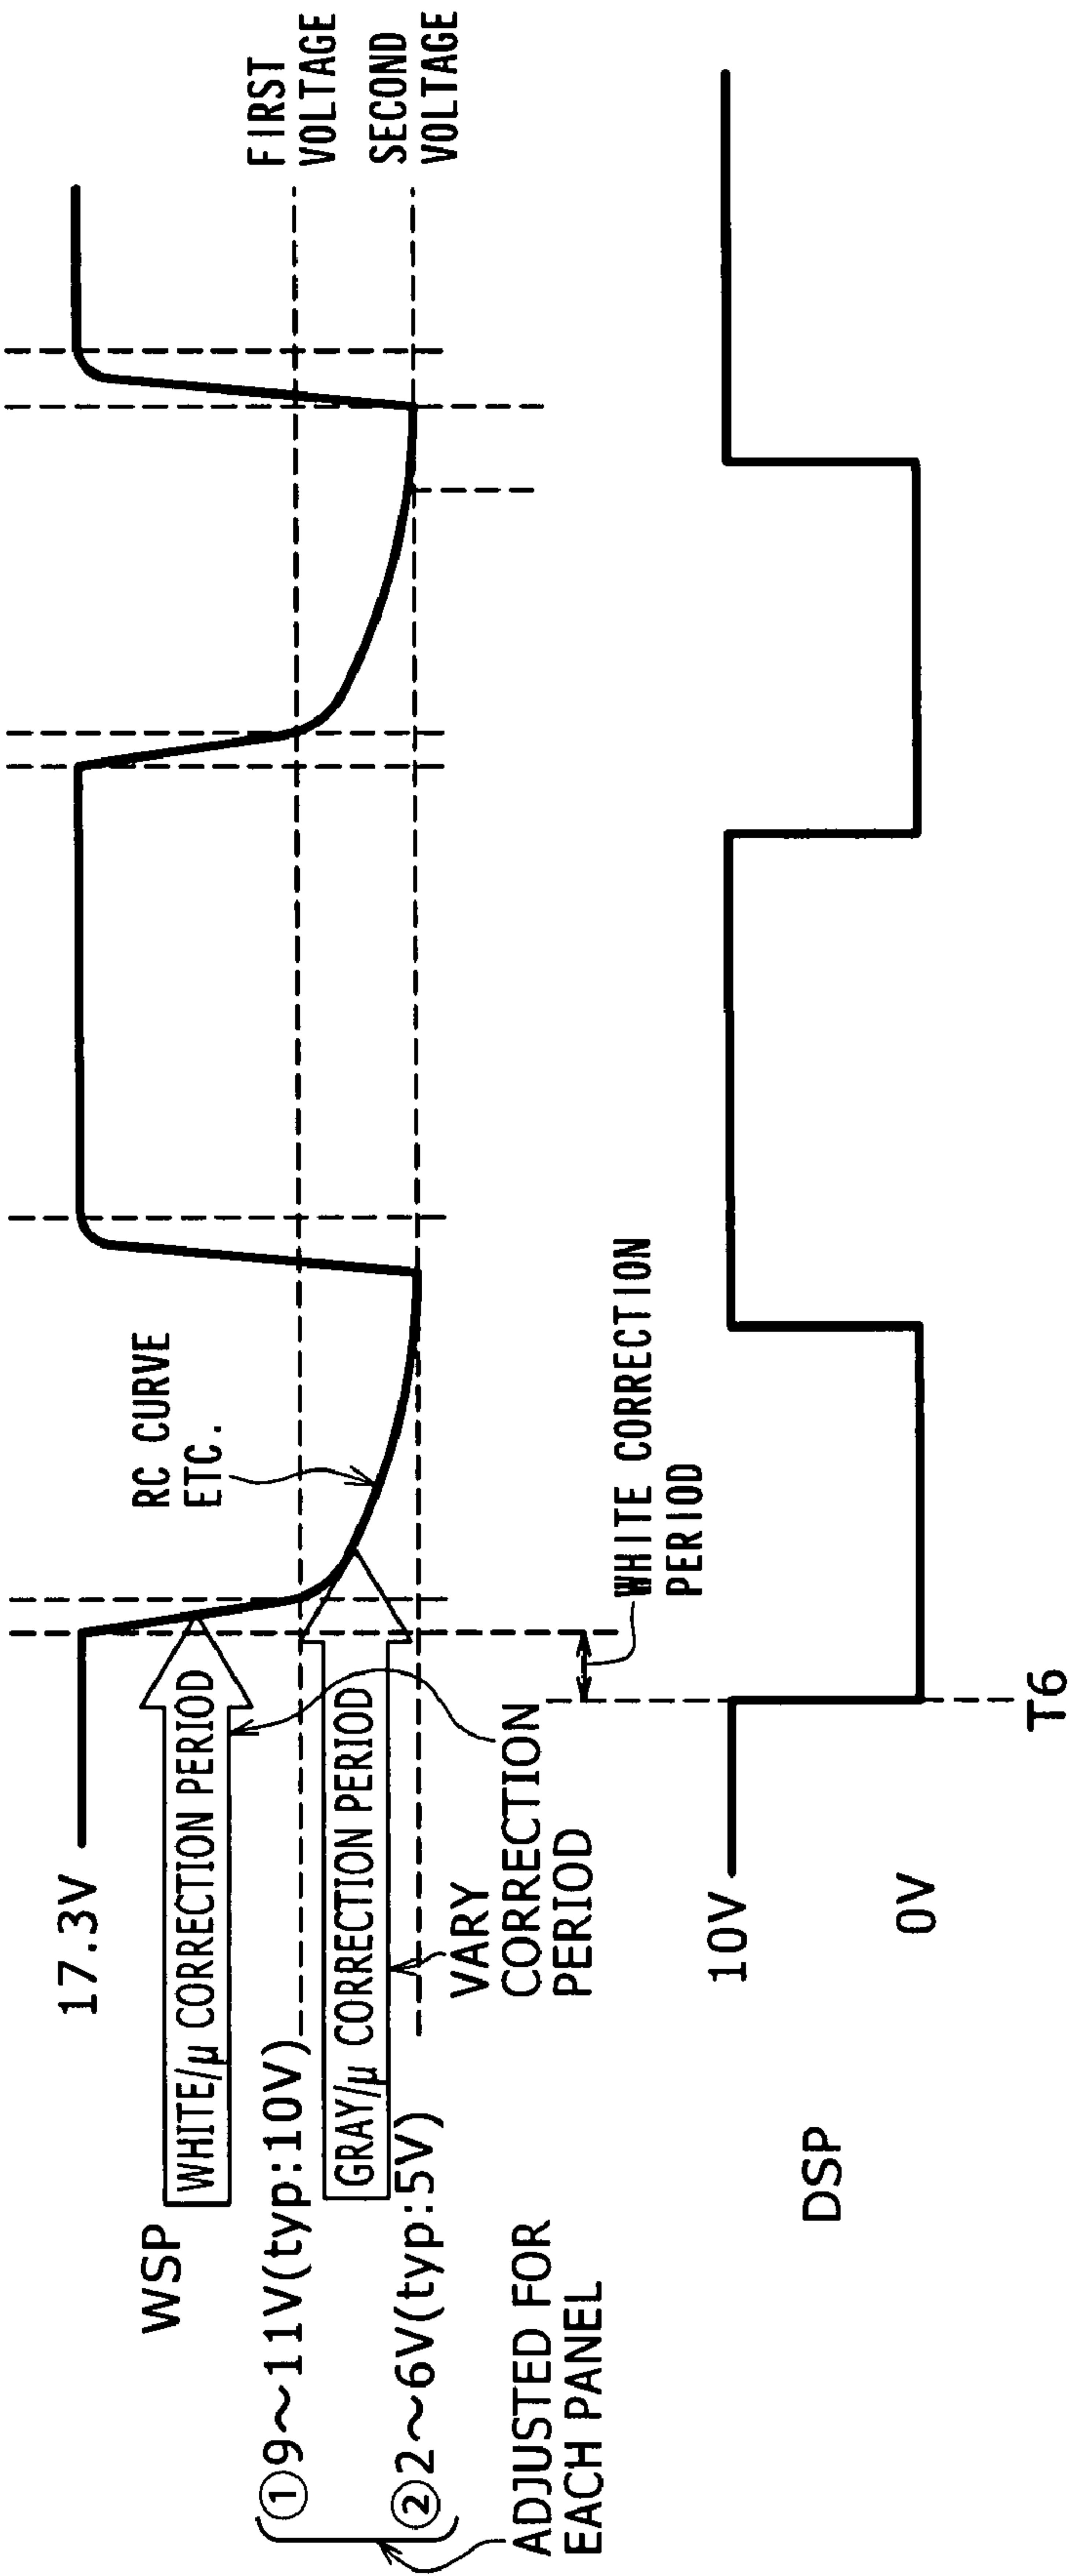 FIRST
VOLTAGE
SECOND
VOLTAGE
RC CURVE
ETC.
17.3V
WSP
WHITE/μ CORRECTION PERIOD
①9～11V(typ:10V)
GRAY/μ CORRECTION PERIOD
②2～6V(typ:5V)
ADJUSTED FOR
EACH PANEL
VARY
CORRECTION
PERIOD
WHITE CORRECTION
PERIOD
10V
0V
DSP
T6